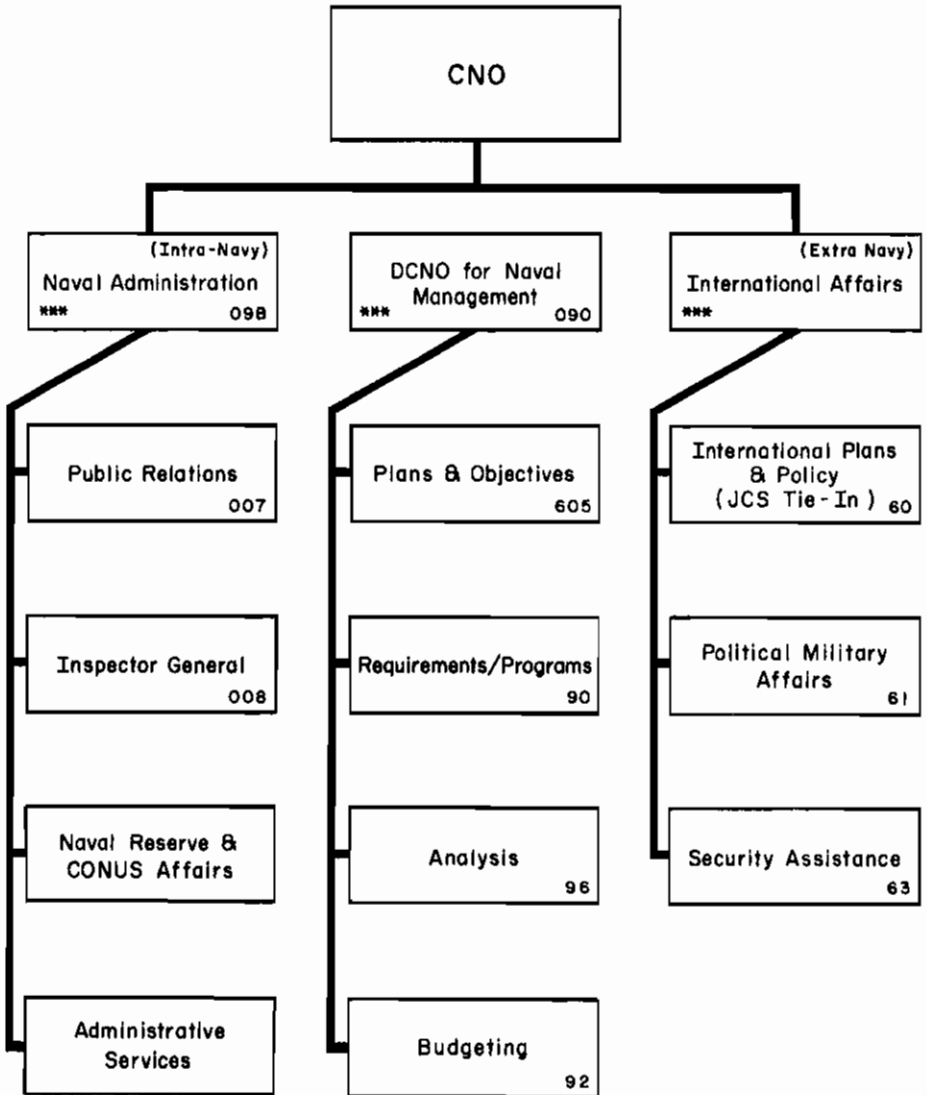 CNO
(Intra-Navy)
Naval Administration
*** 09B
DCNO for Naval
Management
*** 090
(Extra Navy)
International Affairs
***
Public Relations
007
Plans & Objectives
605
International Plans
& Policy
(JCS Tie-In) 60
Inspector General
008
Requirements/Programs
90
Political Military
Affairs
61
Naval Reserve &
CONUS Affairs
Analysis
96
Security Assistance
63
Administrative
Services
Budgeting
92